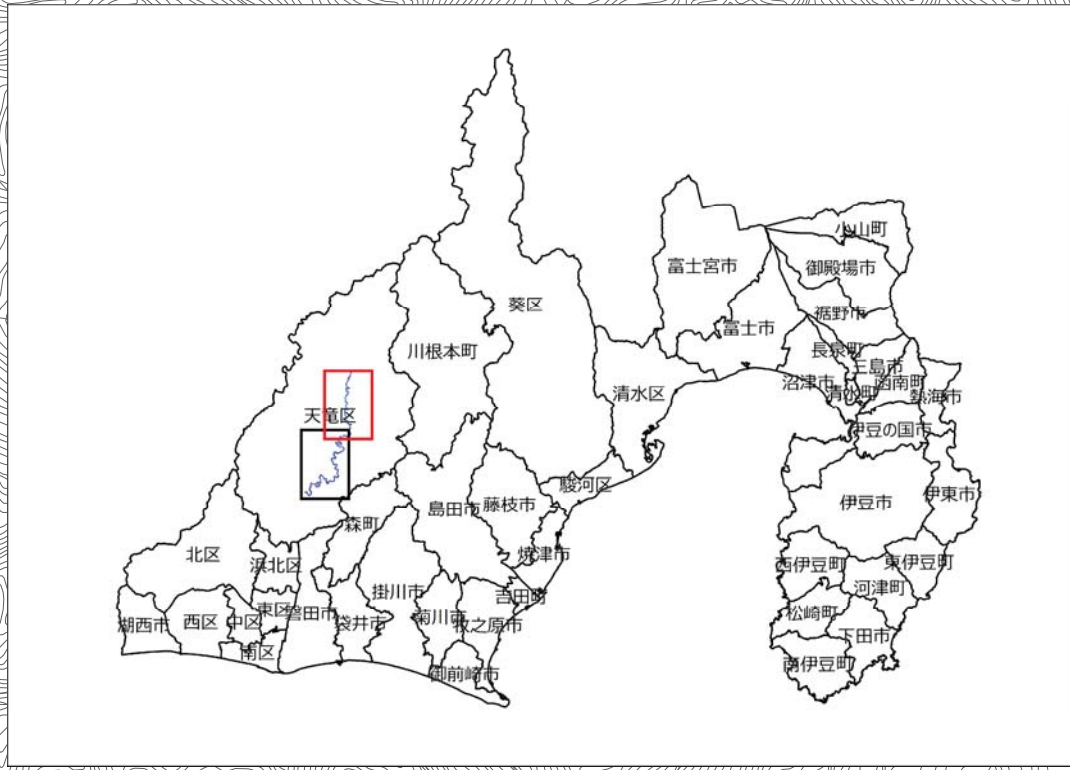 小山町
富士宮市
御殿場市
葵区
裾野市
富士市
川根本町
長泉町
三島市
沼津市
函南町
清水町
清水区
熱海市
天竜区
伊豆の国市
駿河区
伊東市
島田市
藤枝市
伊豆市
森町
北区
焼津市
浜北区
西伊豆町
東伊豆町
掛川市
河津町
吉田町
東区
磐田市
松崎町
湖西市
西区
中区
袋井市
菊川市
牧之原市
下田市
南区
南伊豆町
御前崎市